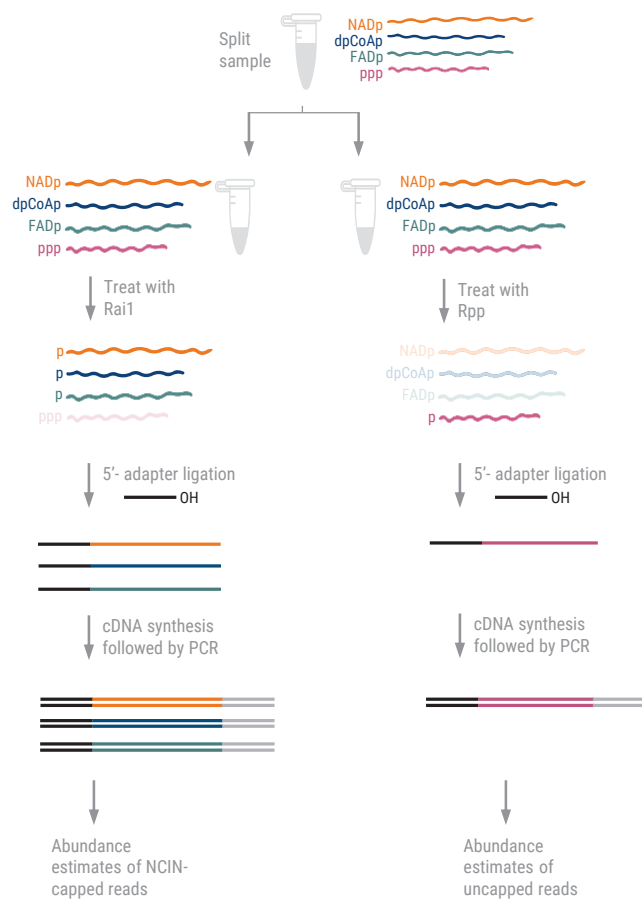 Split
sample
NADp
dpCoAp
FADp
ppp
NADp
dpCoAp
FADp
ppp
NADp
dpCoAp
FADp
ppp
Treat with
Rai1
Treat with
Rpp
p
p
p
ppp
NADp
dpCoAp
FADp
p
5′- adapter ligation
OH
5′- adapter ligation
OH
cDNA synthesis
followed by PCR
cDNA synthesis
followed by PCR
Abundance
estimates of NCIN-
capped reads
Abundance
estimates of
uncapped reads